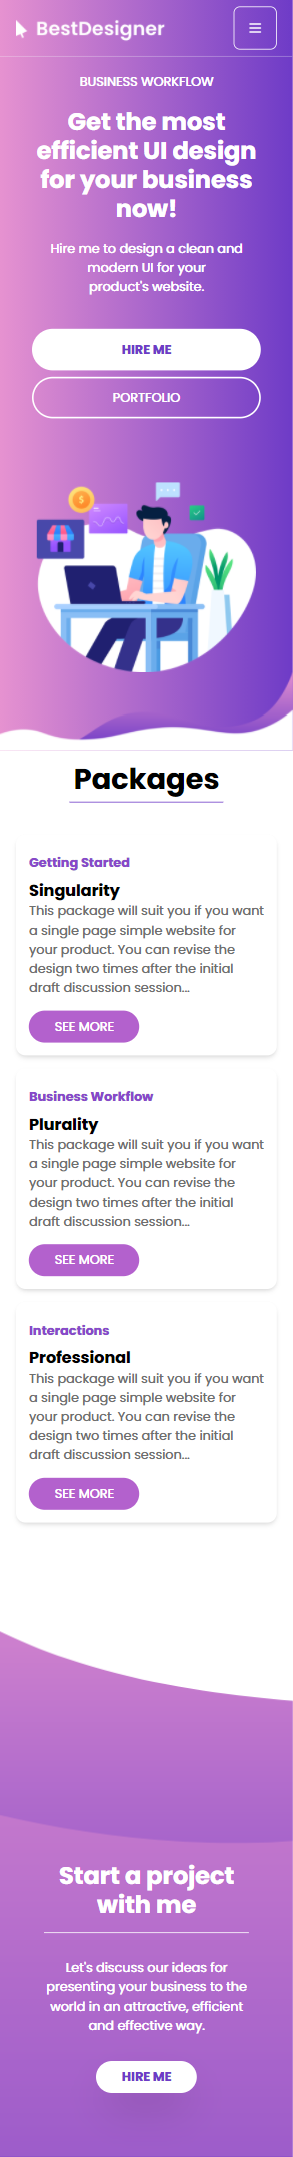 BestDesigner
BUSINESS WORKFLOW
Get the most
efficient UI design
for your business
now!
Hire me to design a clean and
modern UI for your
product's website.
HIRE ME
PORTFOLIO
$
Packages
Getting Started
Singularity
This package will suit you if you want
a single page simple website for
your product. You can revise the
design two times after the initial
draft discussion session...
SEE MORE
Business Workflow
Plurality
This package will suit you if you want
a single page simple website for
your product. You can revise the
design two times after the initial
draft discussion session...
SEE MORE
Interactions
Professional
This package will suit you if you want
a single page simple website for
your product. You can revise the
design two times after the initial
draft discussion session...
SEE MORE
Start a project
with me
Let's discuss our ideas for
presenting your business to the
world in an attractive, efficient
and effective way.
HIRE ME